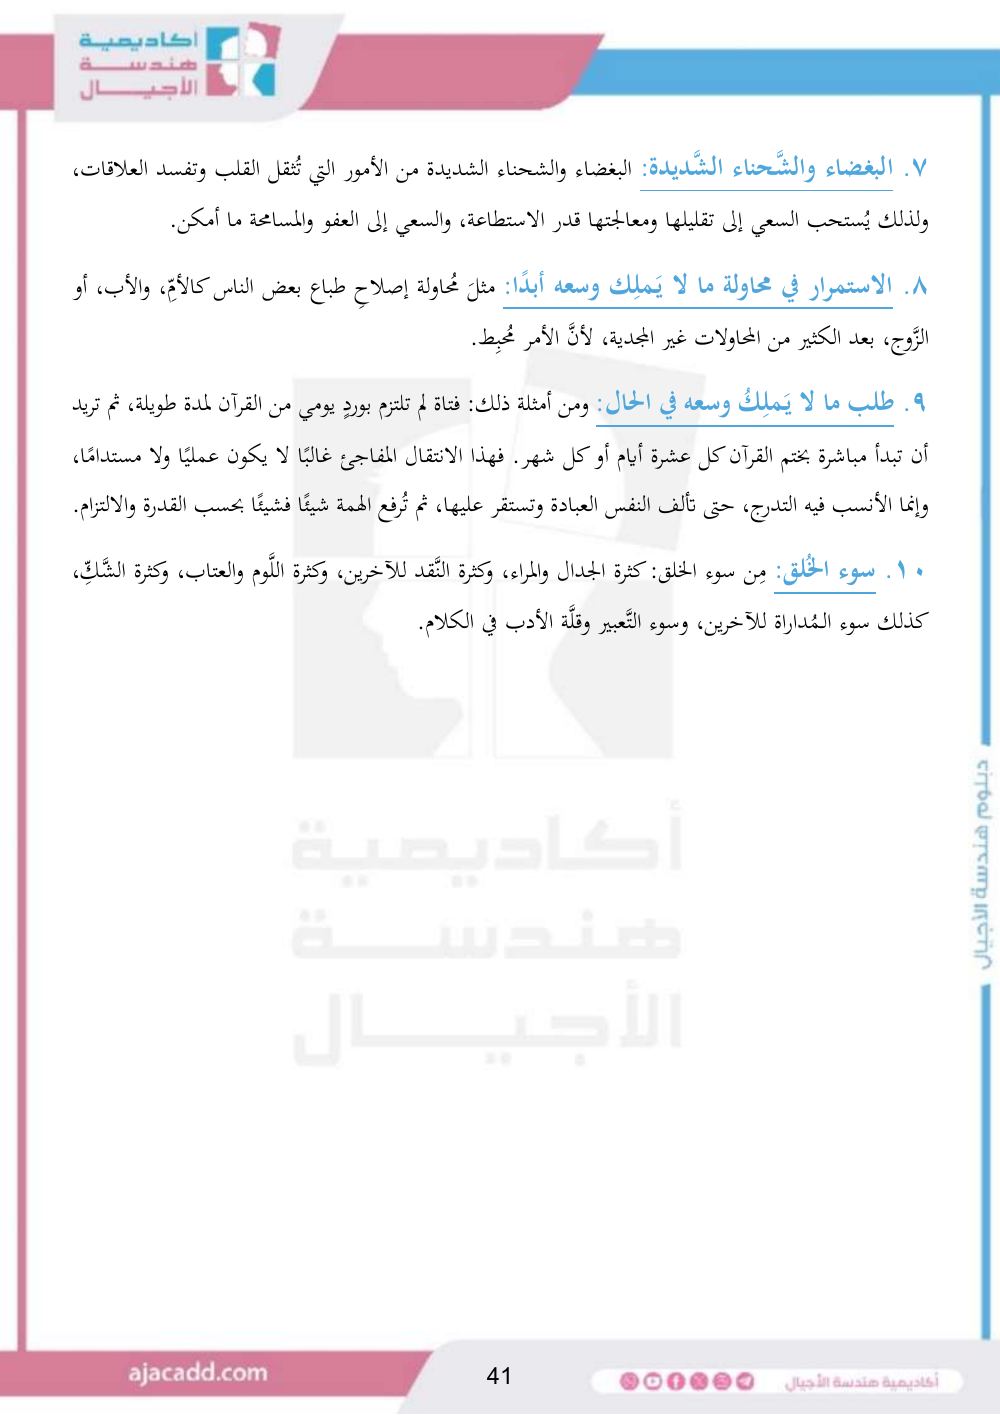 أكاديمية
هندسة
الأجيال
٧. البغضاء والشَّحناء الشَّديدة: البغضاء والشحناء الشديدة من الأمور التي تُثقل القلب وتفسد العلاقات،
ولذلك يُستحب السعي إلى تقليلها ومعالجتها قدر الاستطاعة، والسعي إلى العفو والمسامحة ما أمكن.
٨. الاستمرار في محاولة ما لا يَملِك وسعه أبدًا: مثلَ مُحاولة إصلاحِ طباع بعض الناس كالأمِّ، والأب، أو
الزَّوج، بعد الكثير من المحاولات غير المجدية، لأنَّ الأمر مُحبِط.
٩. طلب ما لا يَملِكُ وسعه في الحال: ومن أمثلة ذلك: فتاة لم تلتزم بوردٍ يومي من القرآن لمدة طويلة، ثم تريد
أن تبدأ مباشرة بختم القرآن كل عشرة أيام أو كل شهر. فهذا الانتقال المفاجئ غالبًا لا يكون عمليًا ولا مستدامًا،
وإنما الأنسب فيه التدرج، حتى تألف النفس العبادة وتستقر عليها، ثم تُرفع الهمة شيئًا فشيئًا بحسب القدرة والالتزام.
١٠. سوء الخُلق: مِن سوء الخلق: كثرة الجدال والمراء، وكثرة النَّقد للآخرين، وكثرة اللَّوم والعتاب، وكثرة الشَّكِّ،
كذلك سوء المُداراة للآخرين، وسوء التَّعبير وقلَّة الأدب في الكلام.
أكاديمية
هندسة
الأجيال
دبلوم هندسة الأجيال
ajacadd.com
41
أكاديمية هندسة الأجيال